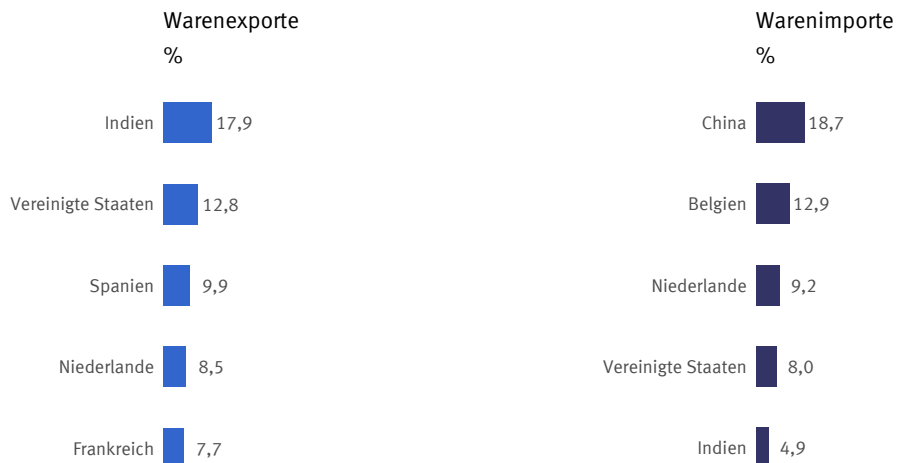 Warenexporte
%
Indien 17,9
Vereinigte Staaten 12,8
Spanien 9,9
Niederlande 8,5
Frankreich 7,7
Warenimporte
%
China 18,7
Belgien 12,9
Niederlande 9,2
Vereinigte Staaten 8,0
Indien 4,9